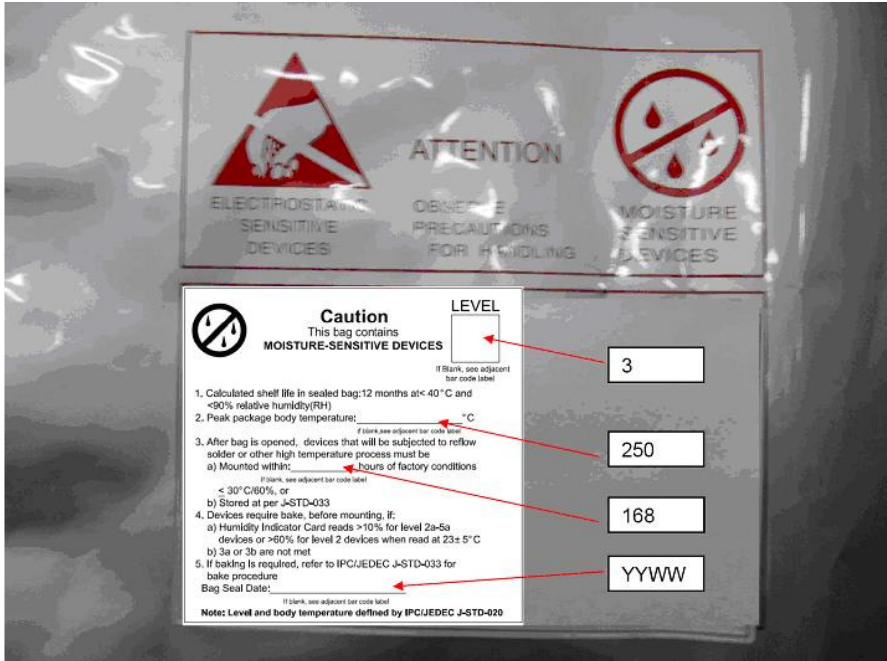 ATTENTION
ELECTROSTATIC
SENSITIVE
DEVICES
OBSERVE
PRECAUTIONS
FOR HANDLING
MOISTURE
SENSITIVE
DEVICES
LEVEL
Caution
This bag contains
MOISTURE-SENSITIVE DEVICES
If Blank, see adjacent
bar code label
1. Calculated shelf life in sealed bag:12 months at< 40°C and
<90% relative humidity(RH)
2. Peak package body temperature:____________________°C
If blank,see adjacent bar code label
3. After bag is opened, devices that will be subjected to reflow
solder or other high temperature process must be
a) Mounted within:____________ hours of factory conditions
If blank, see adjacent bar code label
≤ 30°C/60%, or
b) Stored at per J-STD-033
4. Devices require bake, before mounting, if;
a) Humidity Indicator Card reads >10% for level 2a-5a
devices or >60% for level 2 devices when read at 23± 5°C
b) 3a or 3b are not met
5. If baking is required, refer to IPC/JEDEC J-STD-033 for
bake procedure
Bag Seal Date:_________________________
If blank, see adjacent bar code label
Note: Level and body temperature defined by IPC/JEDEC J-STD-020
3
250
168
YYWW